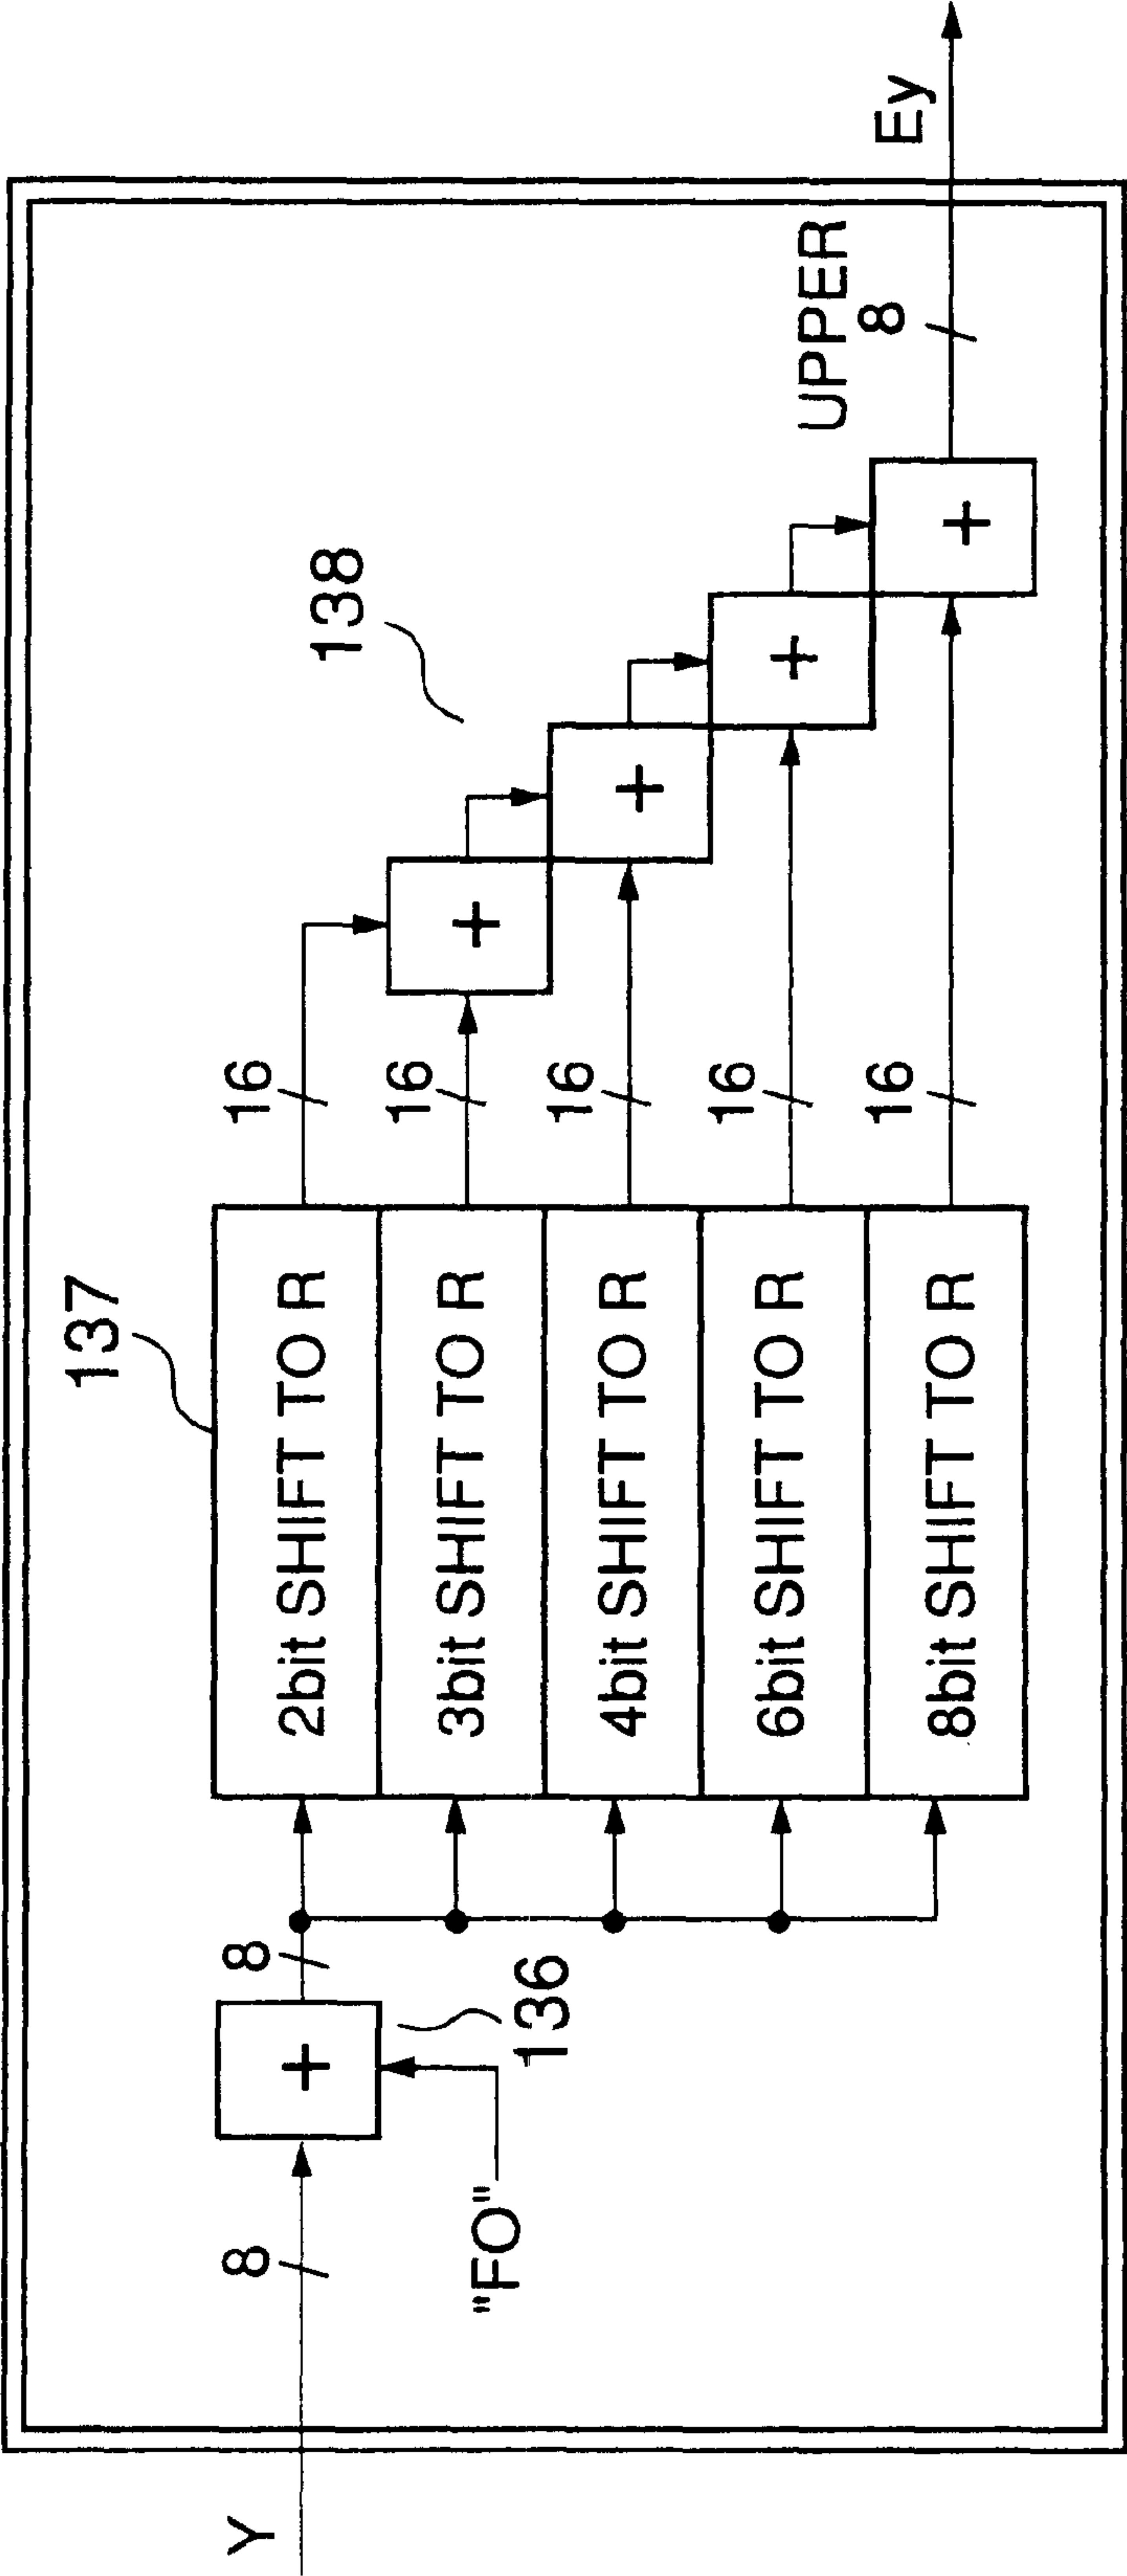 Y
8
"FO"
136
8
137
2bit SHIFT TO R
3bit SHIFT TO R
4bit SHIFT TO R
6bit SHIFT TO R
8bit SHIFT TO R
16
16
16
16
16
138
+
+
+
+
+
UPPER
8
Ey